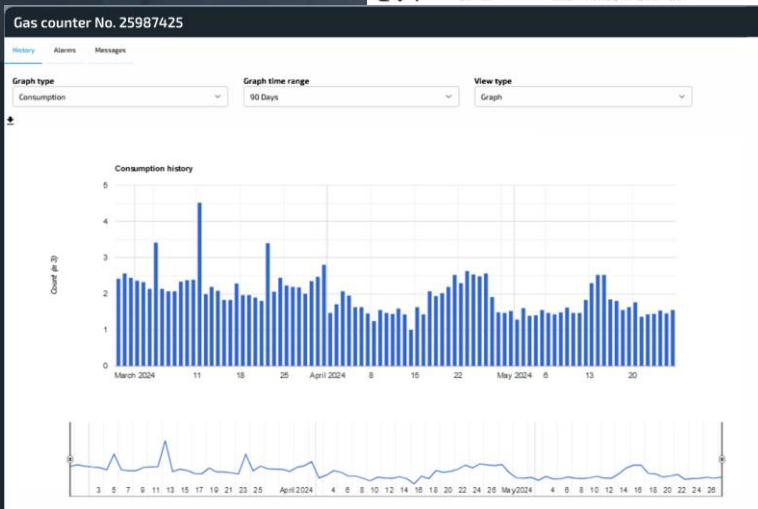 Gas counter No. 25987425
History Alarms Messages
Graph type Graph time range View type
Consumption 90 Days Graph
Consumption history
5
4
3
2
1
0
Count (m 3)
March 2024 11 18 25 April 2024 8 15 22 May 2024 6 13 20
3 5 7 9 11 13 15 17 19 21 23 25 April 2024 4 6 8 10 12 14 16 18 20 22 24 26 May 2024 4 6 8 10 12 14 16 18 20 22 24 26